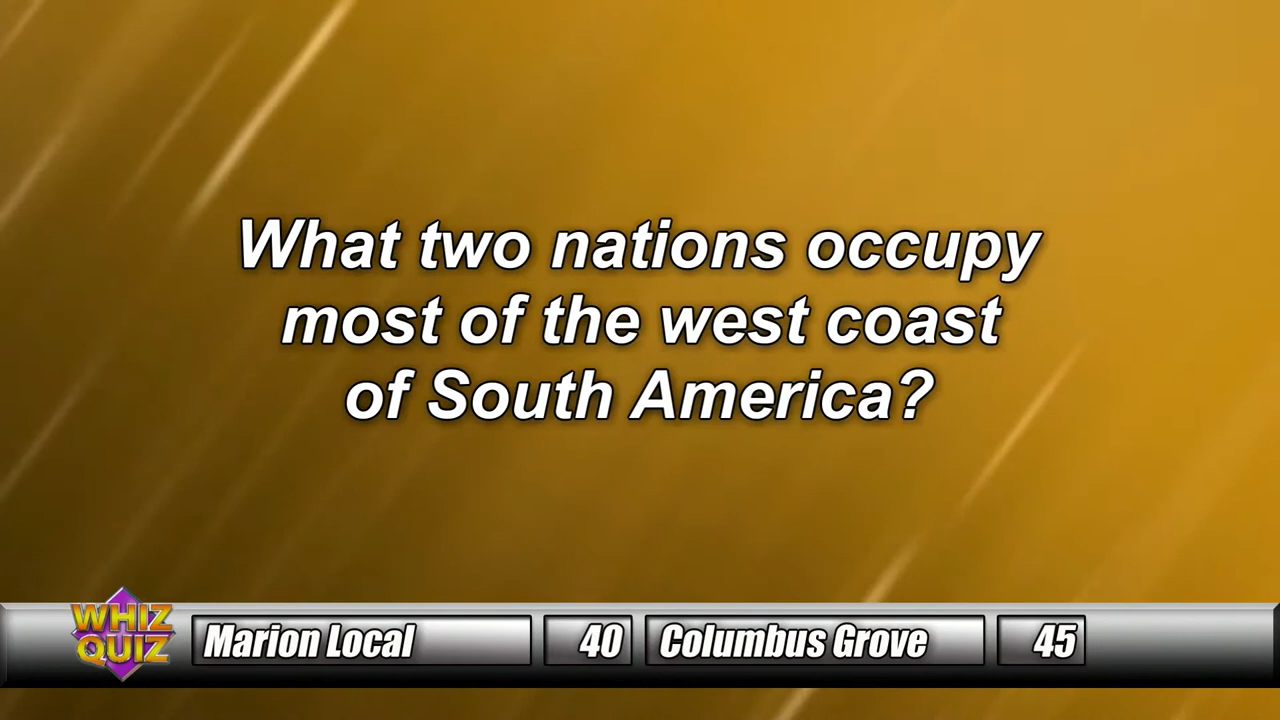 What two nations occupy
most of the west coast
of South America?
WHIZ
QUIZ
Marion Local 40 Columbus Grove 45